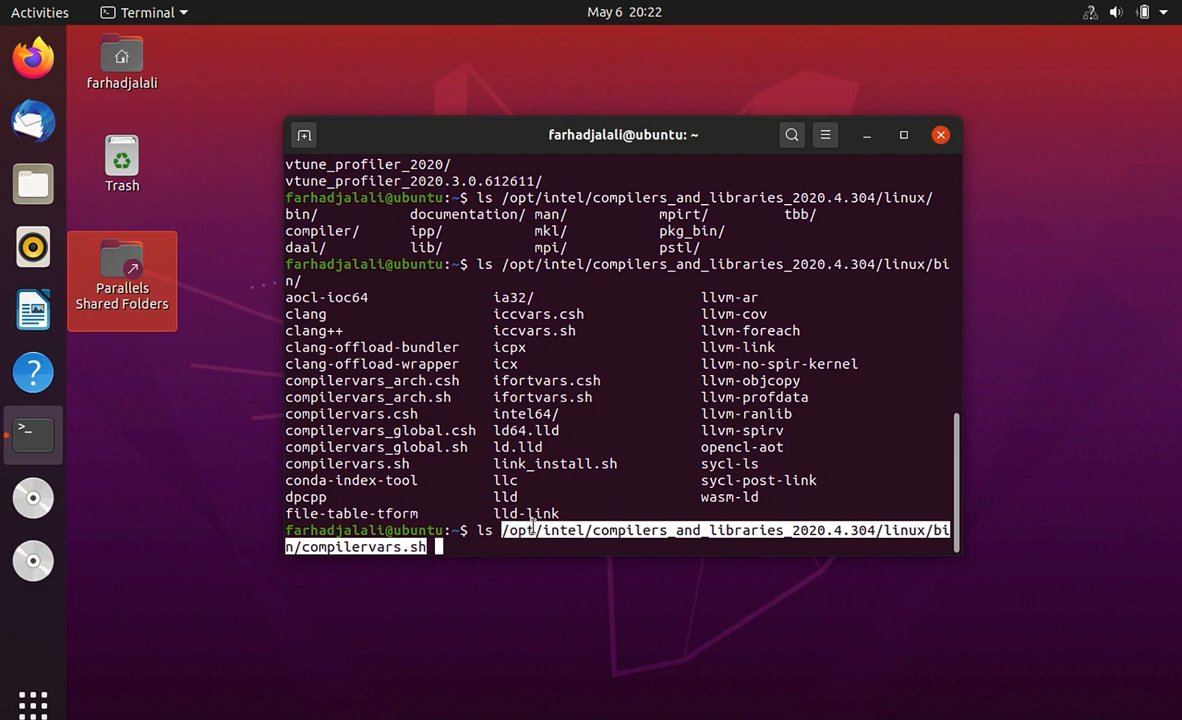 Activities Terminal May 6 20:22
farhadjalali
Trash
Parallels
Shared Folders
farhadjalali@ubuntu: ~
vtune_profiler_2020/
vtune_profiler_2020.3.0.612611/
farhadjalali@ubuntu:~$ ls /opt/intel/compilers_and_libraries_2020.4.304/linux/
bin/ documentation/ man/ mpirt/ tbb/
compiler/ ipp/ mkl/ pkg_bin/
daal/ lib/ mpi/ pstl/
farhadjalali@ubuntu:~$ ls /opt/intel/compilers_and_libraries_2020.4.304/linux/bi
n/
aocl-ioc64 ia32/ llvm-ar
clang iccvars.csh llvm-cov
clang++ iccvars.sh llvm-foreach
clang-offload-bundler icpx llvm-link
clang-offload-wrapper icx llvm-no-spir-kernel
compilervars_arch.csh ifortvars.csh llvm-objcopy
compilervars_arch.sh ifortvars.sh llvm-profdata
compilervars.csh intel64/ llvm-ranlib
compilervars_global.csh ld64.lld llvm-spirv
compilervars_global.sh ld.lld opencl-aot
compilervars.sh link_install.sh sycl-ls
conda-index-tool llc sycl-post-link
dpcpp lld wasm-ld
file-table-tform lld-link
farhadjalali@ubuntu:~$ ls /opt/intel/compilers_and_libraries_2020.4.304/linux/bi
n/compilervars.sh